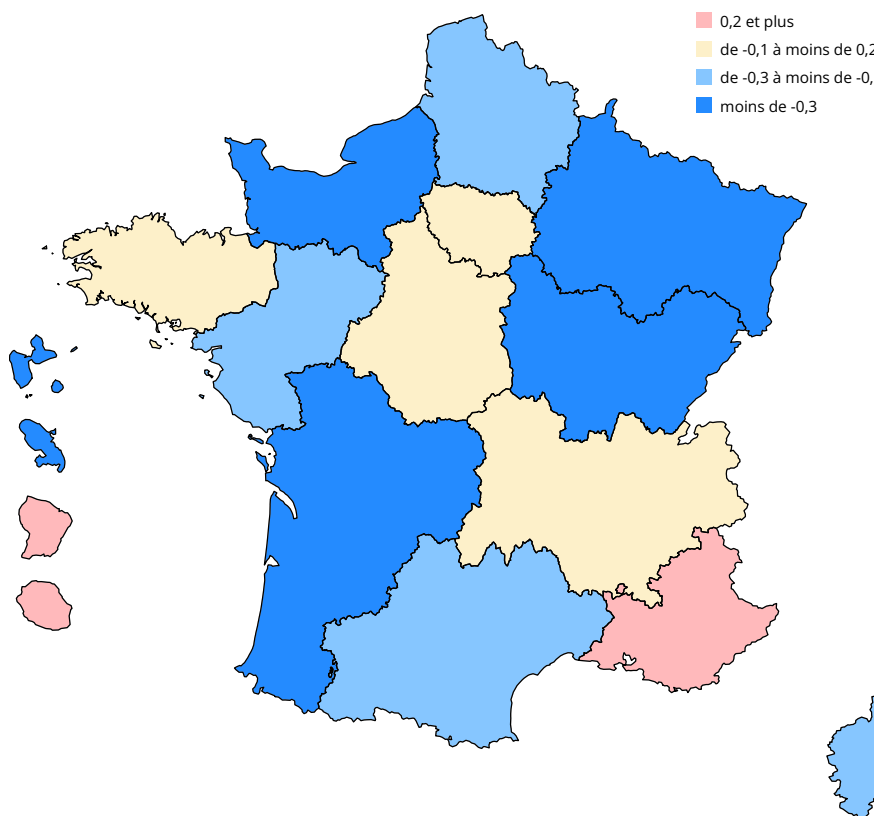 0,2 et plus
de -0,1 à moins de 0,2
de -0,3 à moins de -0,
moins de -0,3